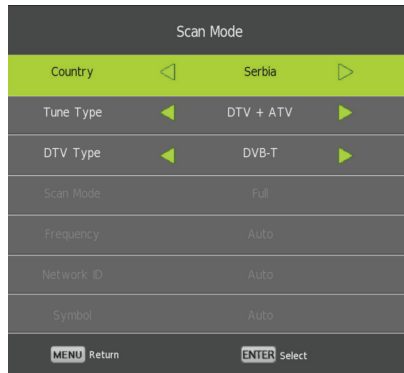 Scan Mode
Country Serbia
Tune Type DTV + ATV
DTV Type DVB-T
Scan Mode Full
Frequency Auto
Network ID Auto
Symbol Auto
MENU Return ENTER Select